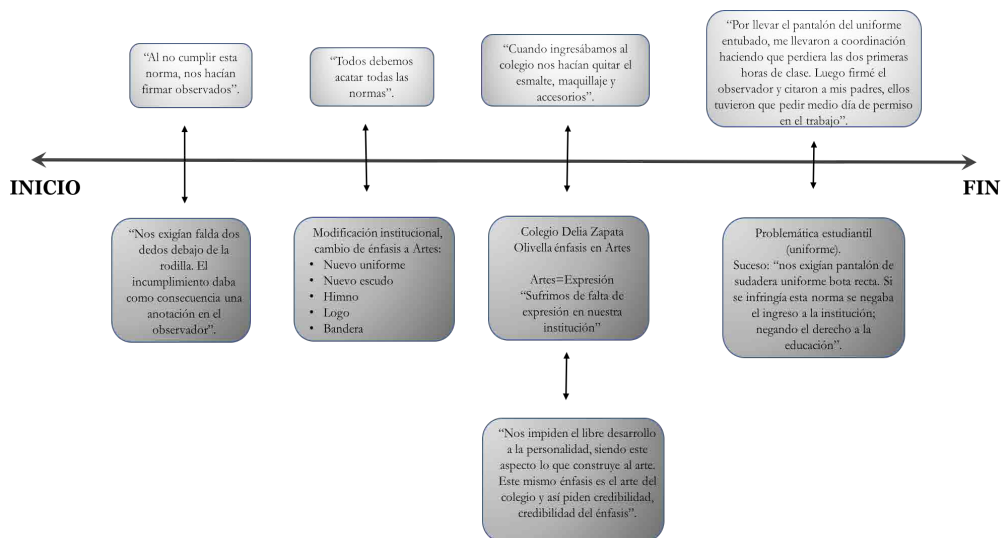 “Al no cumplir esta
norma, nos hacían
firmar observados”.
“Todos debemos
acatar todas las
normas”.
“Cuando ingresábamos al
colegio nos hacían quitar el
esmalte, maquillaje y
accesorios”.
“Por llevar el pantalón del uniforme
entubado, me llevaron a coordinación
haciendo que perdiera las dos primeras
horas de clase. Luego firmé el
observador y citaron a mis padres, ellos
tuvieron que pedir medio día de permiso
en el trabajo”.
INICIO
FIN
“Nos exigían falda dos
dedos debajo de la
rodilla. El
incumplimiento daba
como consecuencia una
anotación en el
observador”.
Modificación institucional,
cambio de énfasis a Artes:
• Nuevo uniforme
• Nuevo escudo
• Himno
• Logo
• Bandera
Colegio Delia Zapata
Olivella énfasis en Artes
Artes=Expresión
“Sufrimos de falta de
expresión en nuestra
institución”
Problemática estudiantil
(uniforme).
Suceso: “nos exigían pantalón de
sudadera uniforme bota recta. Si
se infringía esta norma se negaba
el ingreso a la institución;
negando el derecho a la
educación”.
“Nos impiden el libre desarrollo
a la personalidad, siendo este
aspecto lo que construye al arte.
Este mismo énfasis es el arte del
colegio y así piden credibilidad,
credibilidad del énfasis”.